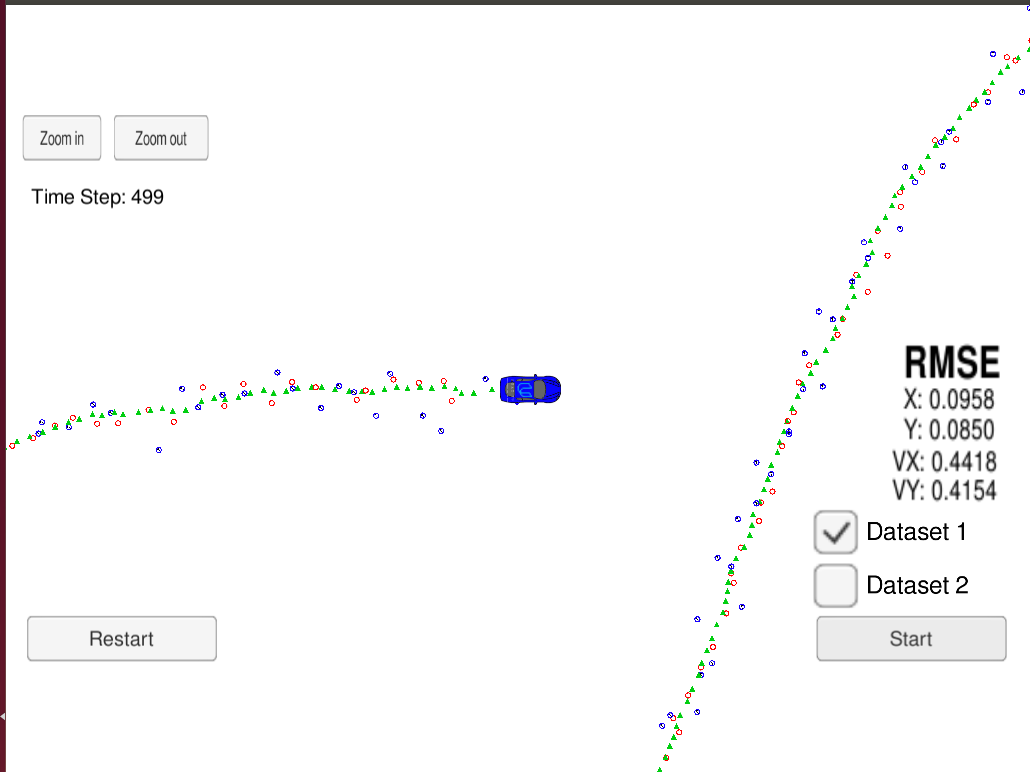 Zoom in
Zoom out
Time Step: 499
RMSE
X: 0.0958
Y: 0.0850
VX: 0.4418
VY: 0.4154
Dataset 1
Dataset 2
Restart
Start